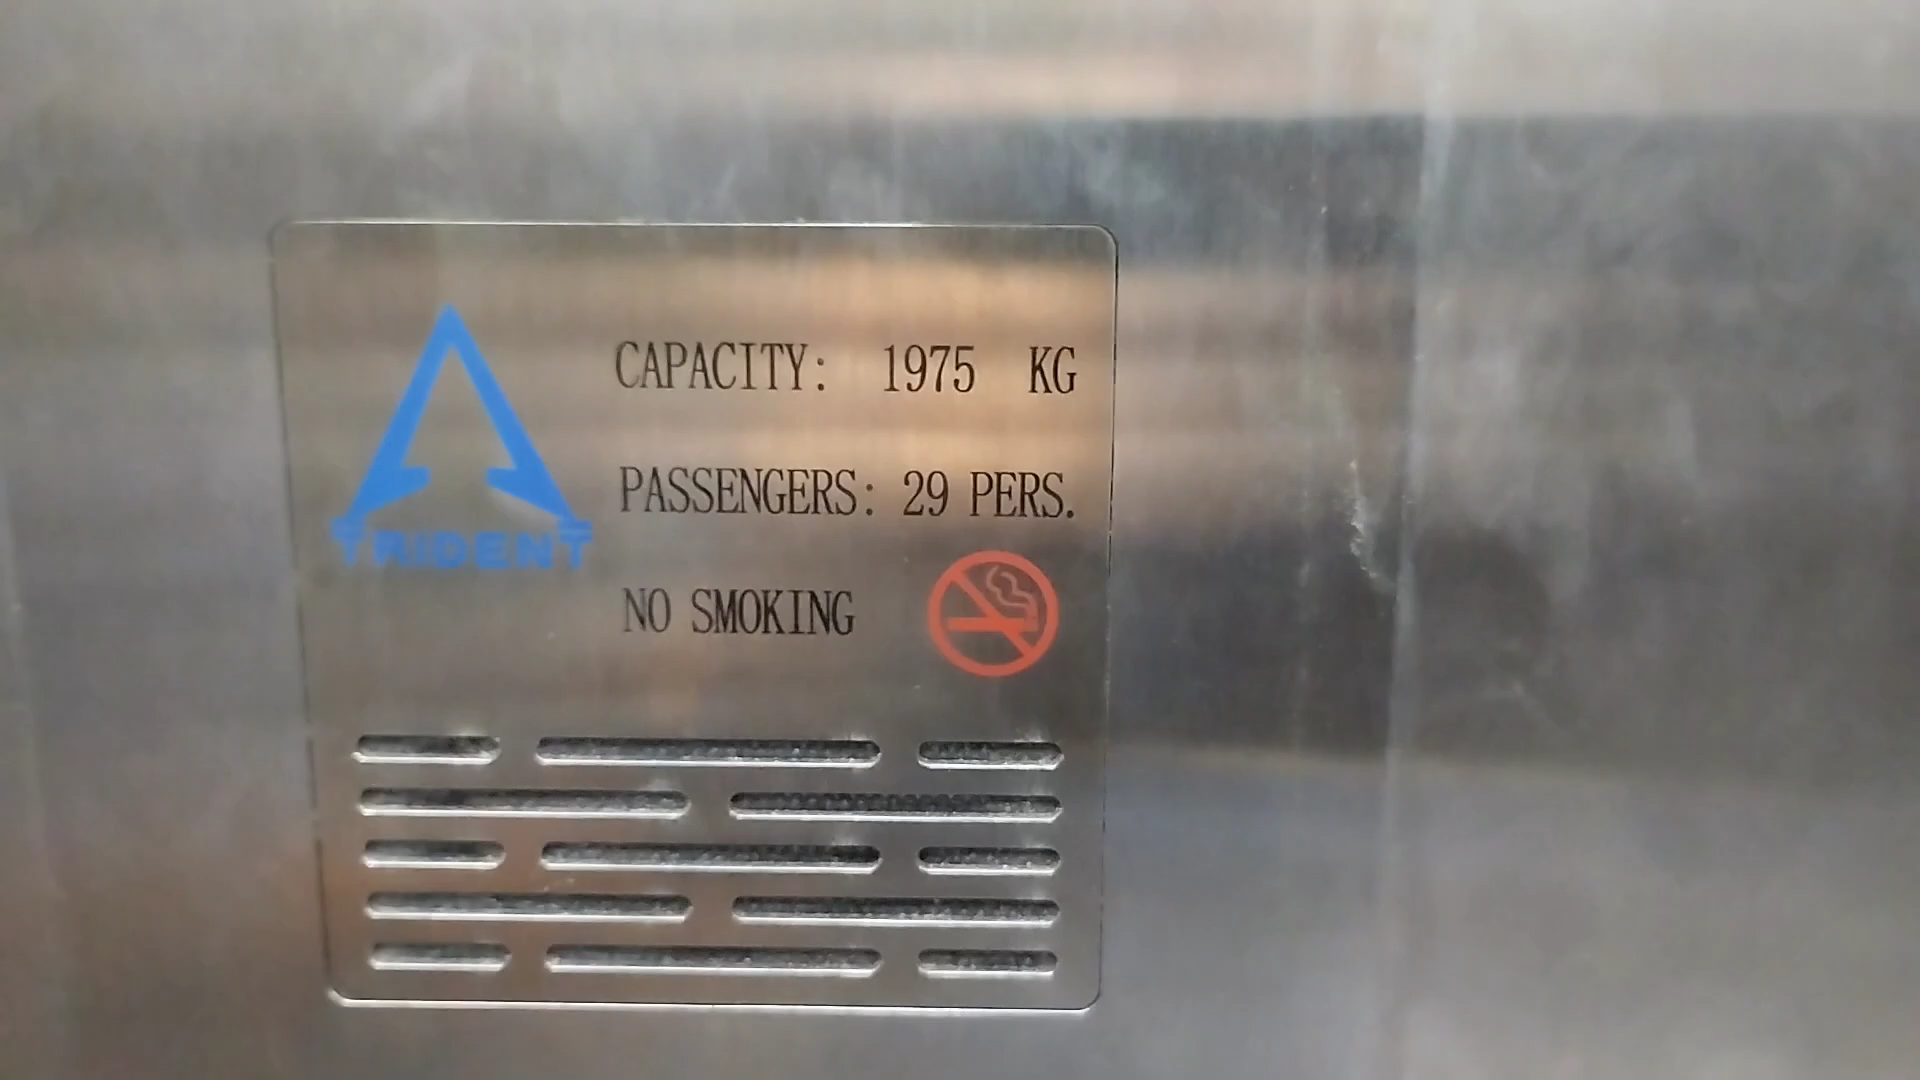 TRIDENT
CAPACITY: 1975 KG
PASSENGERS: 29 PERS.
NO SMOKING